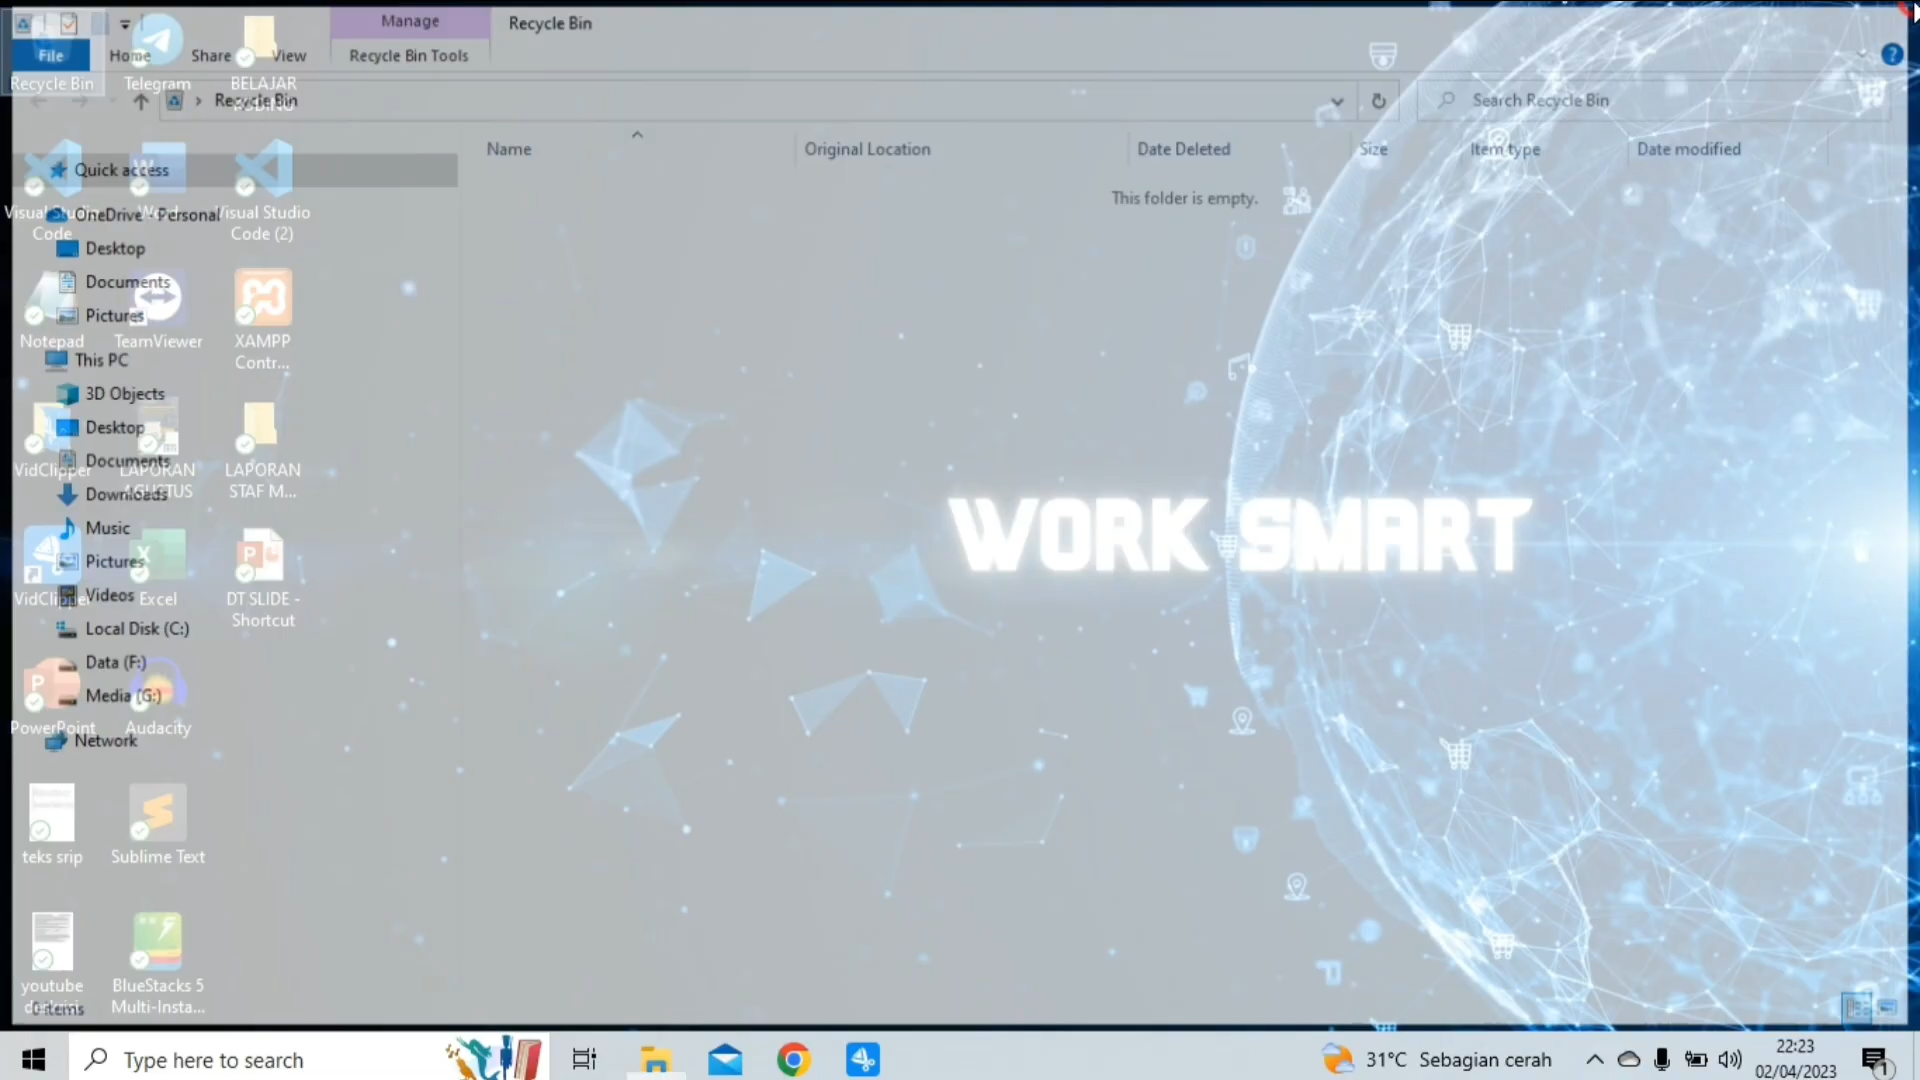 Manage
Recycle Bin
File
Home
Share
View
Recycle Bin Tools
Recycle Bin
Telegram
BELAJAR
Recycle Bin
Search Recycle Bin
Name
Original Location
Date Deleted
Size
Item type
Date modified
This folder is empty.
Quick access
OneDrive - Personal
Visual Studio
Code
Word
Visual Studio
Code (2)
Desktop
Documents
Pictures
Notepad
TeamViewer
XAMPP
Contr...
This PC
3D Objects
Desktop
Documents
Downloads
VidClipper
LAPORAN
AGUSTUS
LAPORAN
STAF M...
Music
Pictures
Videos
VidClipper
Excel
DT SLIDE -
Shortcut
WORK SMART
Local Disk (C:)
Data (F:)
Media (G:)
PowerPoint
Audacity
Network
teks srip
Sublime Text
youtube
BlueStacks 5
Multi-Insta...
0 items
Type here to search
31°C Sebagian cerah
22:23
02/04/2023
1